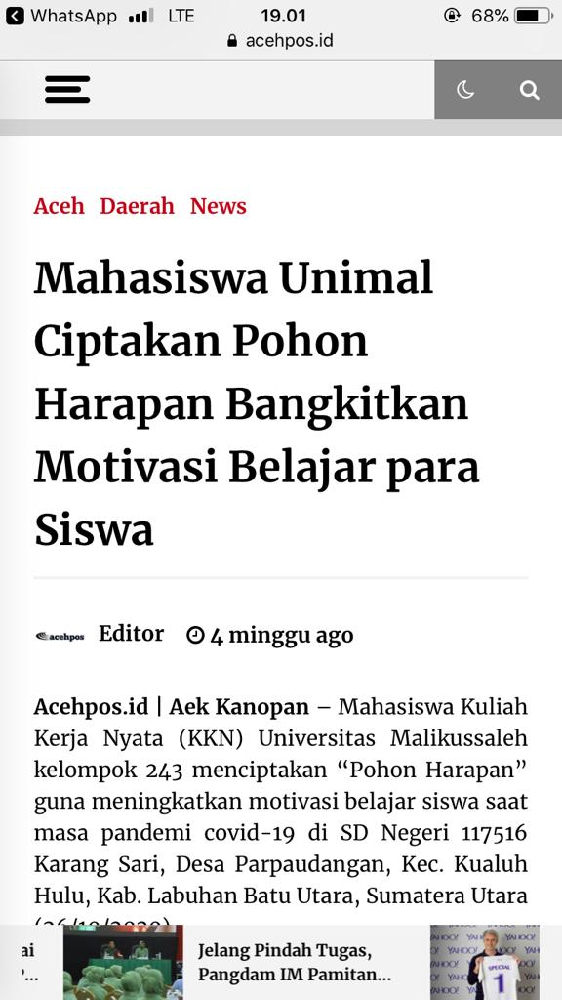 WhatsApp LTE 19.01 68%
acehpos.id
Aceh Daerah News
Mahasiswa Unimal
Ciptakan Pohon
Harapan Bangkitkan
Motivasi Belajar para
Siswa
acehpos Editor 4 minggu ago
Acehpos.id | Aek Kanopan – Mahasiswa Kuliah
Kerja Nyata (KKN) Universitas Malikussaleh
kelompok 243 menciptakan “Pohon Harapan”
guna meningkatkan motivasi belajar siswa saat
masa pandemi covid-19 di SD Negeri 117516
Karang Sari, Desa Parpaudangan, Kec. Kualuh
Hulu, Kab. Labuhan Batu Utara, Sumatera Utara
ai
Jelang Pindah Tugas,
Pangdam IM Pamitan...
YAHOO!
SPECIAL
1